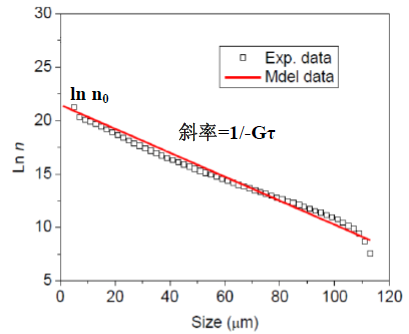 30
25
20
15
10
5
Ln n
ln n₀
Exp. data
Mdel data
斜率=1/-Gτ
0 20 40 60 80 100 120
Size (μm)